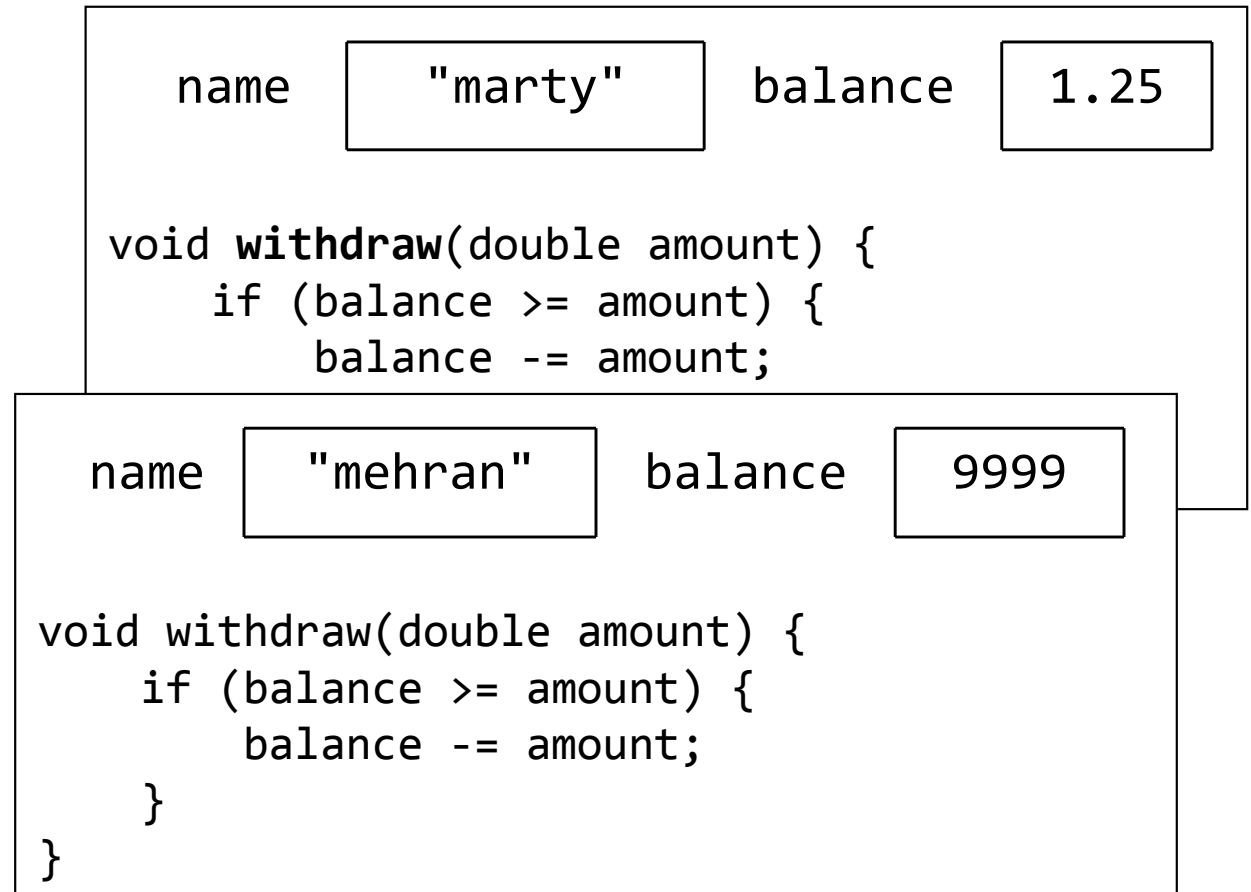 name "marty" balance 1.25
void withdraw(double amount) {
    if (balance >= amount) {
        balance -= amount;
name "mehran" balance 9999
void withdraw(double amount) {
    if (balance >= amount) {
        balance -= amount;
    }
}